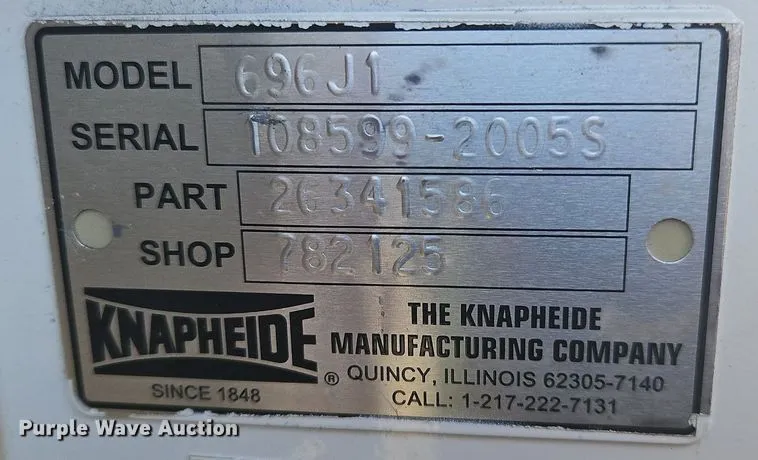 MODEL 696J1
SERIAL 108599-2005S
PART 26341586
SHOP 782125
KNAPHEIDE
SINCE 1848
THE KNAPHEIDE
MANUFACTURING COMPANY
® QUINCY, ILLINOIS 62305-7140
CALL: 1-217-222-7131
Purple Wave Auction